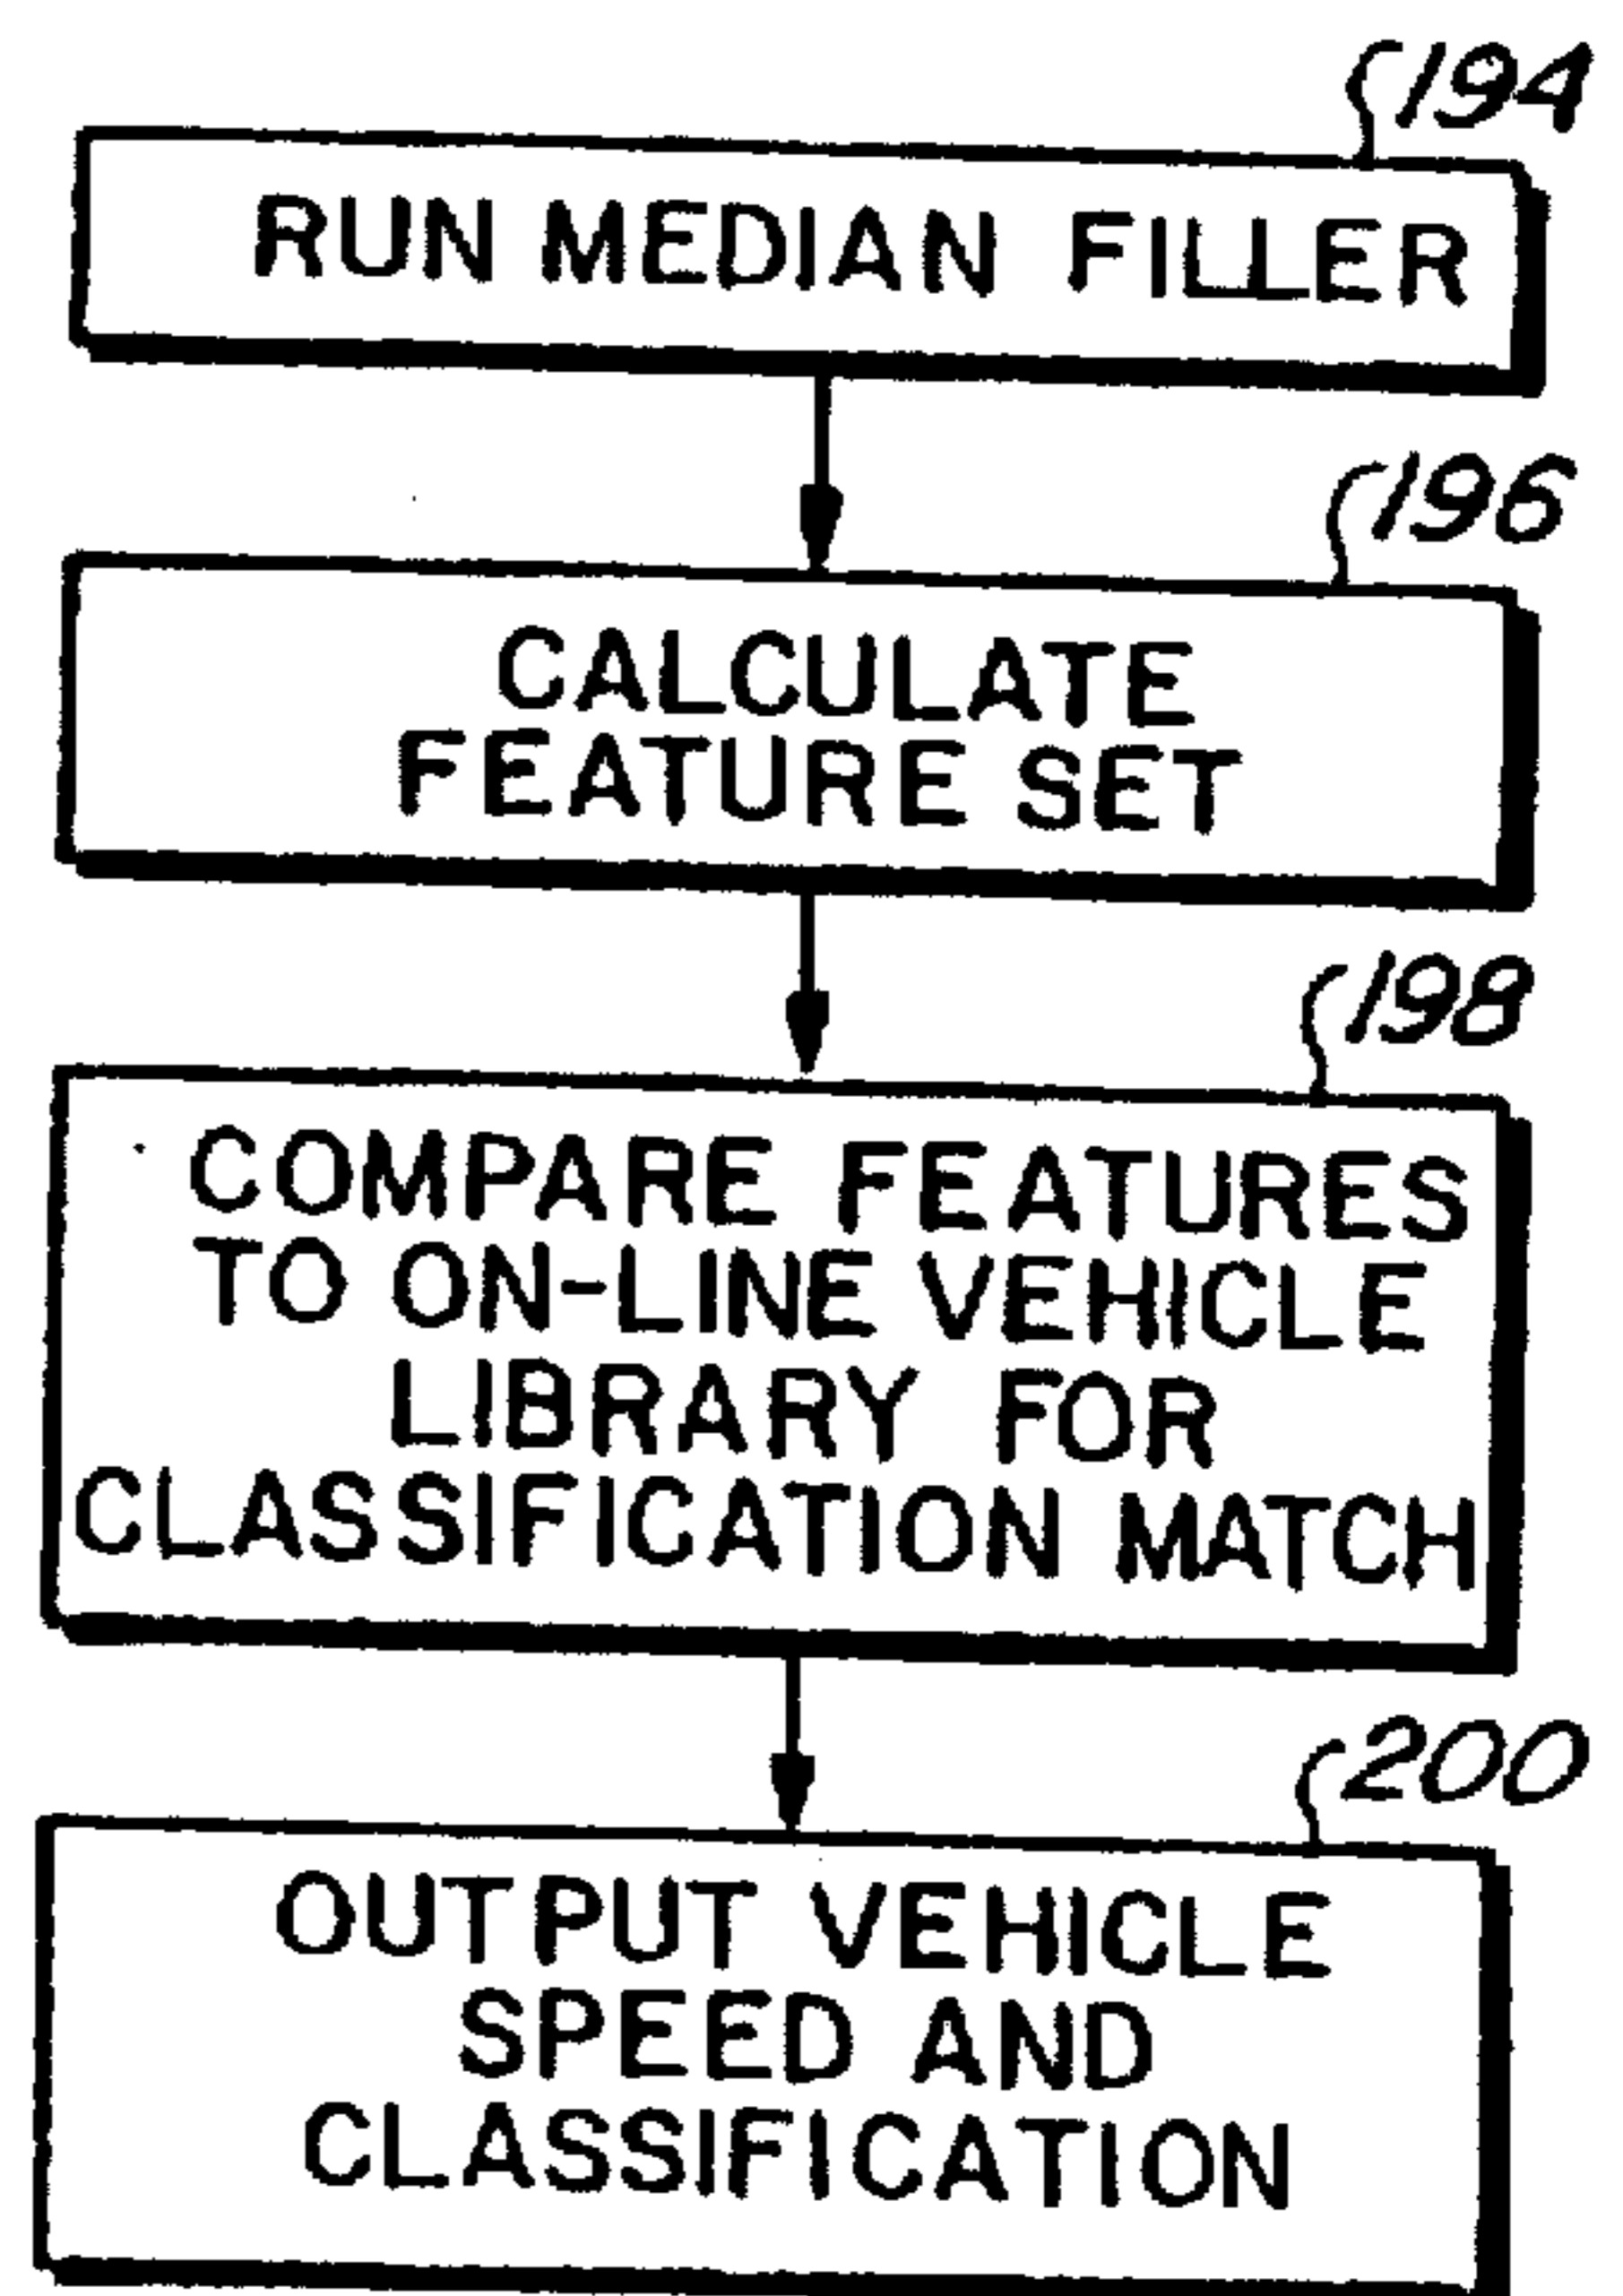 194
RUN MEDIAN FILLER
196
CALCULATE
FEATURE SET
198
COMPARE FEATURES
TO ON-LINE VEHICLE
LIBRARY FOR
CLASSIFICATION MATCH
200
OUTPUT VEHICLE
SPEED AND
CLASSIFICATION